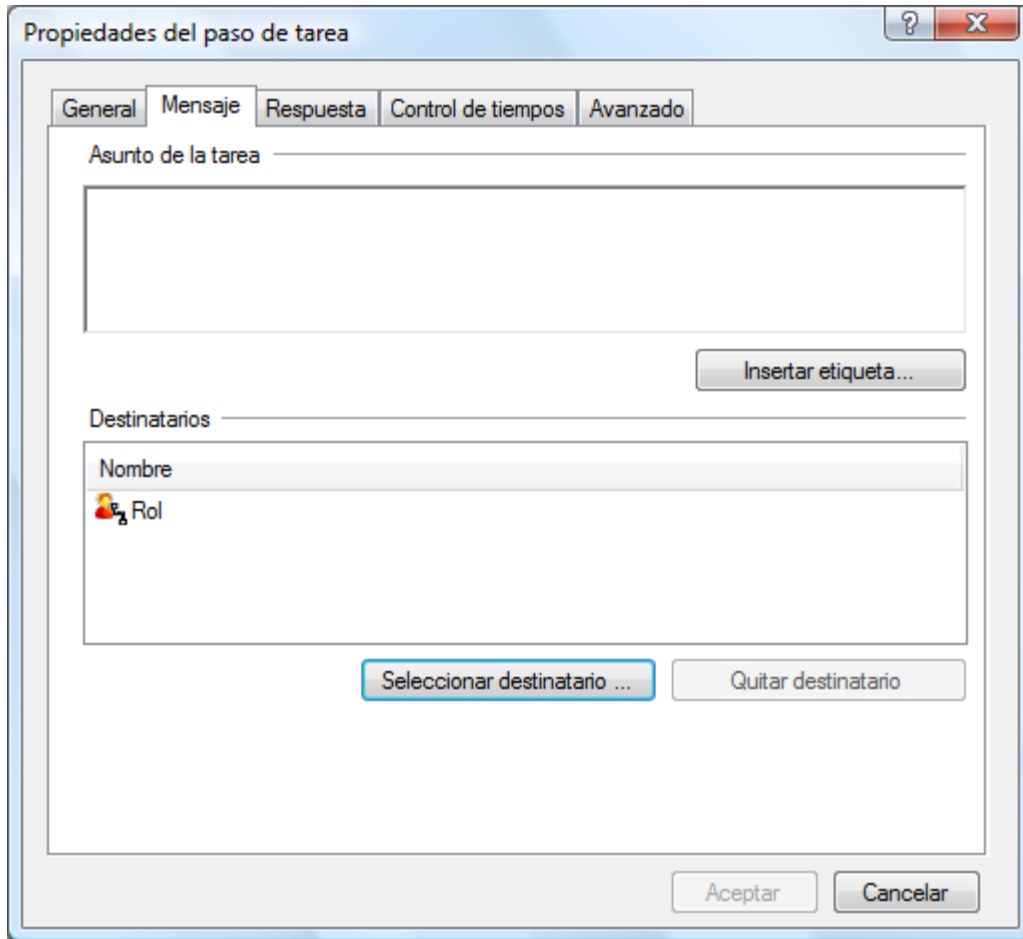 Propiedades del paso de tarea
?
General Mensaje Respuesta Control de tiempos Avanzado
Asunto de la tarea
Insertar etiqueta...
Destinatarios
Nombre
Rol
Seleccionar destinatario ... Quitar destinatario
Aceptar Cancelar